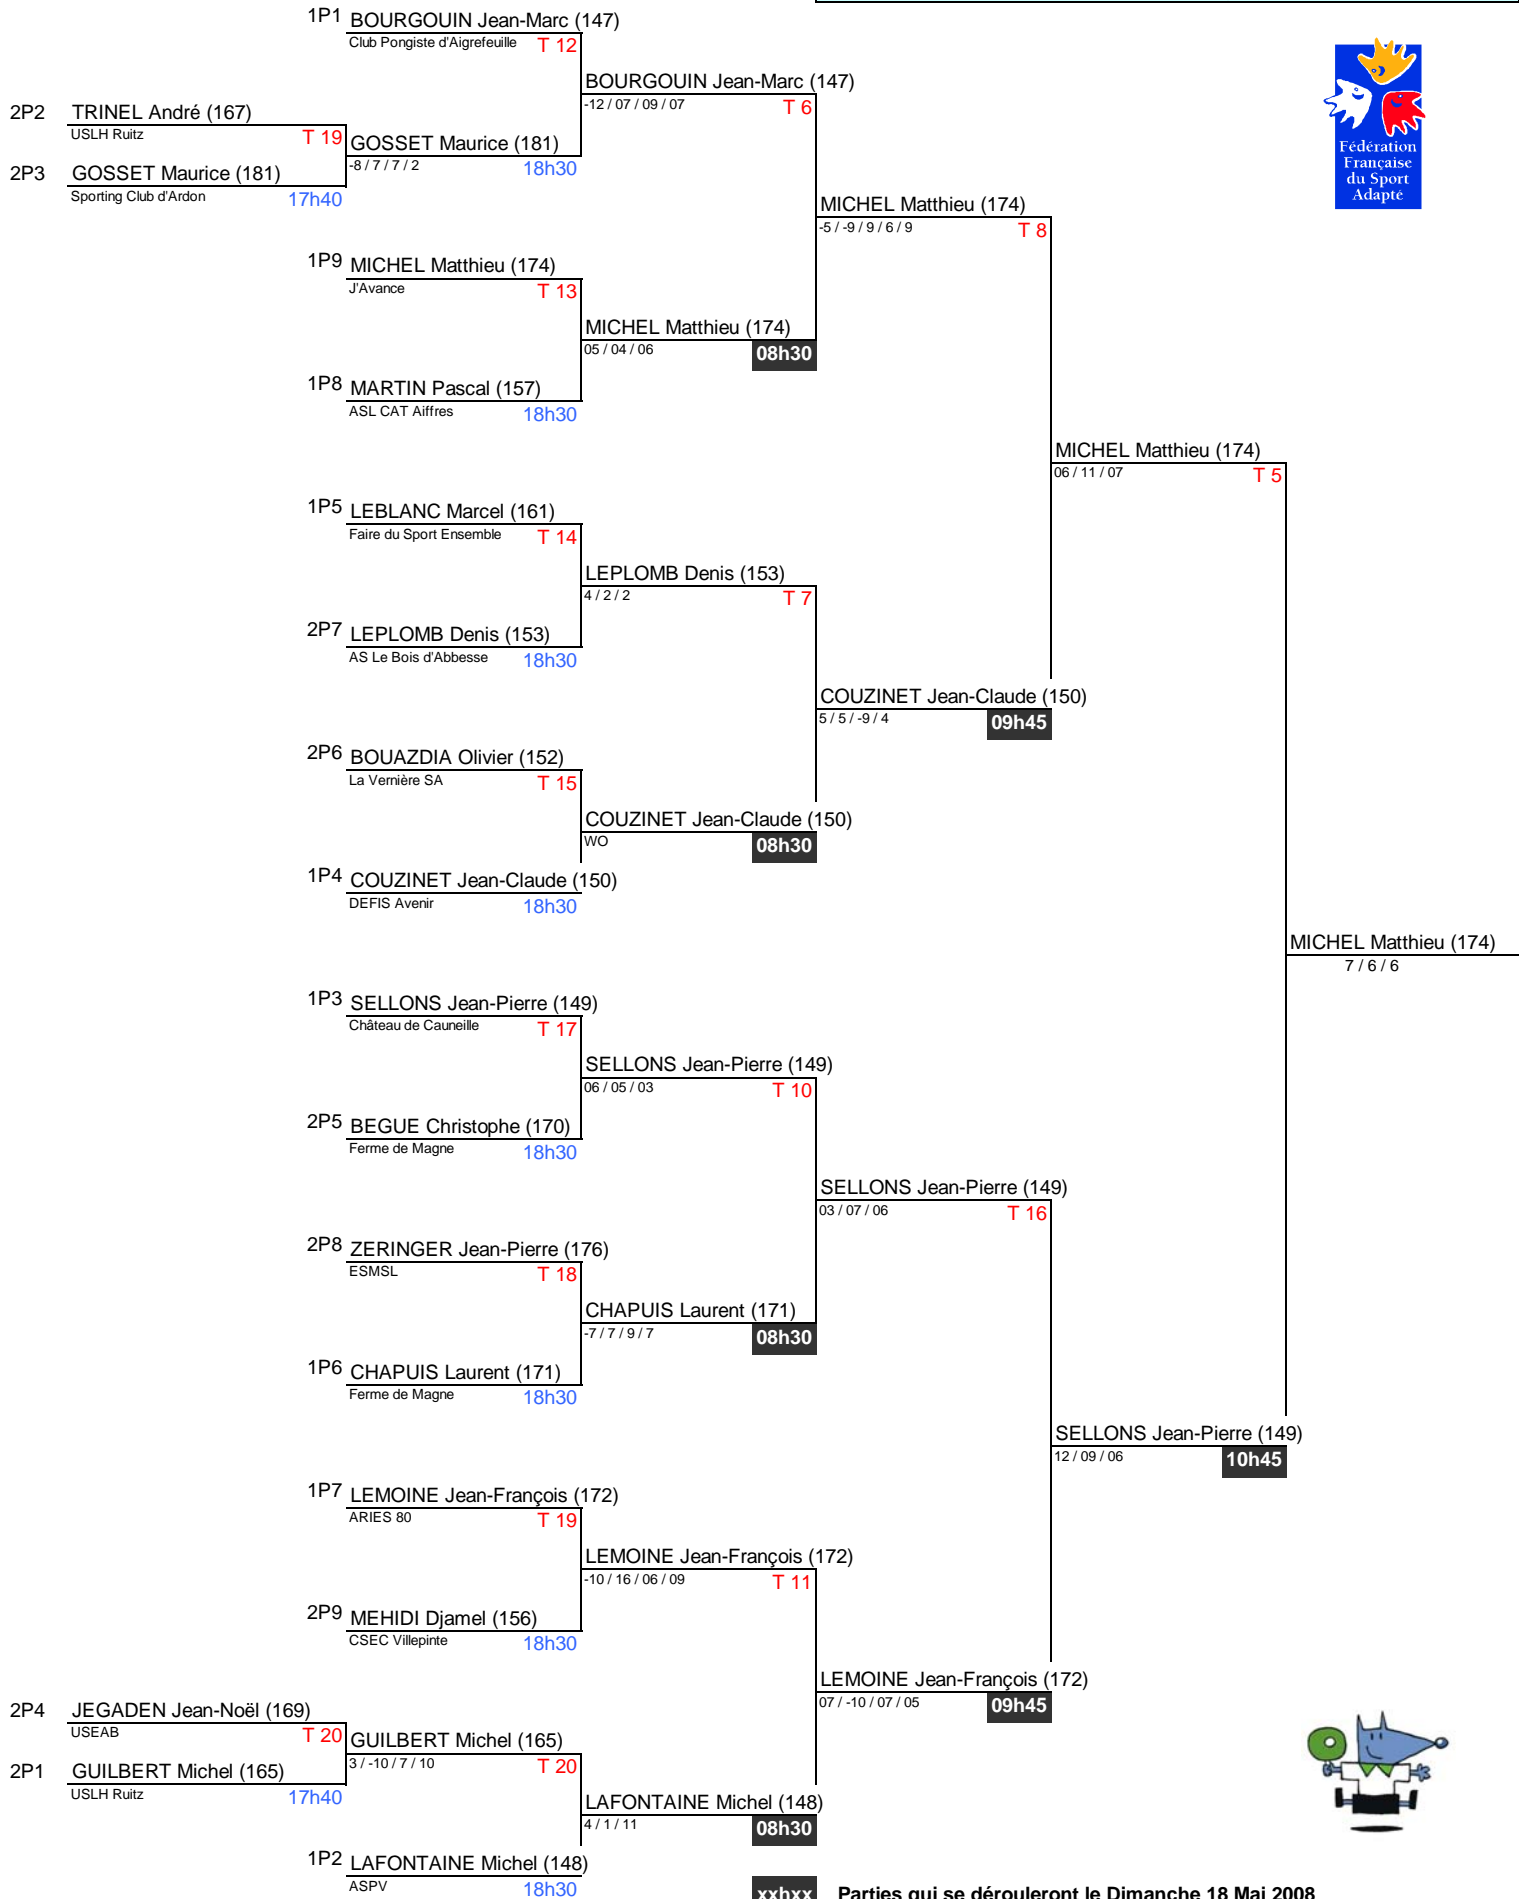 1P1 BOURGOUIN Jean-Marc (147)
Club Pongiste d'Aigrefeuille T 12
BOURGOUIN Jean-Marc (147)
-12 / 07 / 09 / 07 T 6
2P2 TRINEL André (167)
USLH Ruitz T 19
GOSSET Maurice (181)
-8 / 7 / 7 / 2 18h30
2P3 GOSSET Maurice (181)
Sporting Club d'Ardon 17h40
Fédération
Française
du Sport
Adapté
MICHEL Matthieu (174)
-5 / -9 / 9 / 6 / 9 T 8
1P9 MICHEL Matthieu (174)
J'Avance T 13
MICHEL Matthieu (174)
05 / 04 / 06 08h30
1P8 MARTIN Pascal (157)
ASL CAT Aiffres 18h30
MICHEL Matthieu (174)
06 / 11 / 07 T 5
1P5 LEBLANC Marcel (161)
Faire du Sport Ensemble T 14
LEPLOMB Denis (153)
4 / 2 / 2 T 7
2P7 LEPLOMB Denis (153)
AS Le Bois d'Abbesse 18h30
COUZINET Jean-Claude (150)
5 / 5 / -9 / 4 09h45
2P6 BOUAZDIA Olivier (152)
La Vernière SA T 15
COUZINET Jean-Claude (150)
WO 08h30
1P4 COUZINET Jean-Claude (150)
DEFIS Avenir 18h30
MICHEL Matthieu (174)
7 / 6 / 6
1P3 SELLONS Jean-Pierre (149)
Château de Cauneille T 17
SELLONS Jean-Pierre (149)
06 / 05 / 03 T 10
2P5 BEGUE Christophe (170)
Ferme de Magne 18h30
SELLONS Jean-Pierre (149)
03 / 07 / 06 T 16
2P8 ZERINGER Jean-Pierre (176)
ESMSL T 18
CHAPUIS Laurent (171)
-7 / 7 / 9 / 7 08h30
1P6 CHAPUIS Laurent (171)
Ferme de Magne 18h30
SELLONS Jean-Pierre (149)
12 / 09 / 06 10h45
1P7 LEMOINE Jean-François (172)
ARIES 80 T 19
LEMOINE Jean-François (172)
-10 / 16 / 06 / 09 T 11
2P9 MEHIDI Djamel (156)
CSEC Villepinte 18h30
LEMOINE Jean-François (172)
07 / -10 / 07 / 05 09h45
2P4 JEGADEN Jean-Noël (169)
USEAB T 20
GUILBERT Michel (165)
3 / -10 / 7 / 10 T 20
2P1 GUILBERT Michel (165)
USLH Ruitz 17h40
LAFONTAINE Michel (148)
4 / 1 / 11 08h30
1P2 LAFONTAINE Michel (148)
ASPV 18h30
xxhxx Parties qui se dérouleront le Dimanche 18 Mai 2008